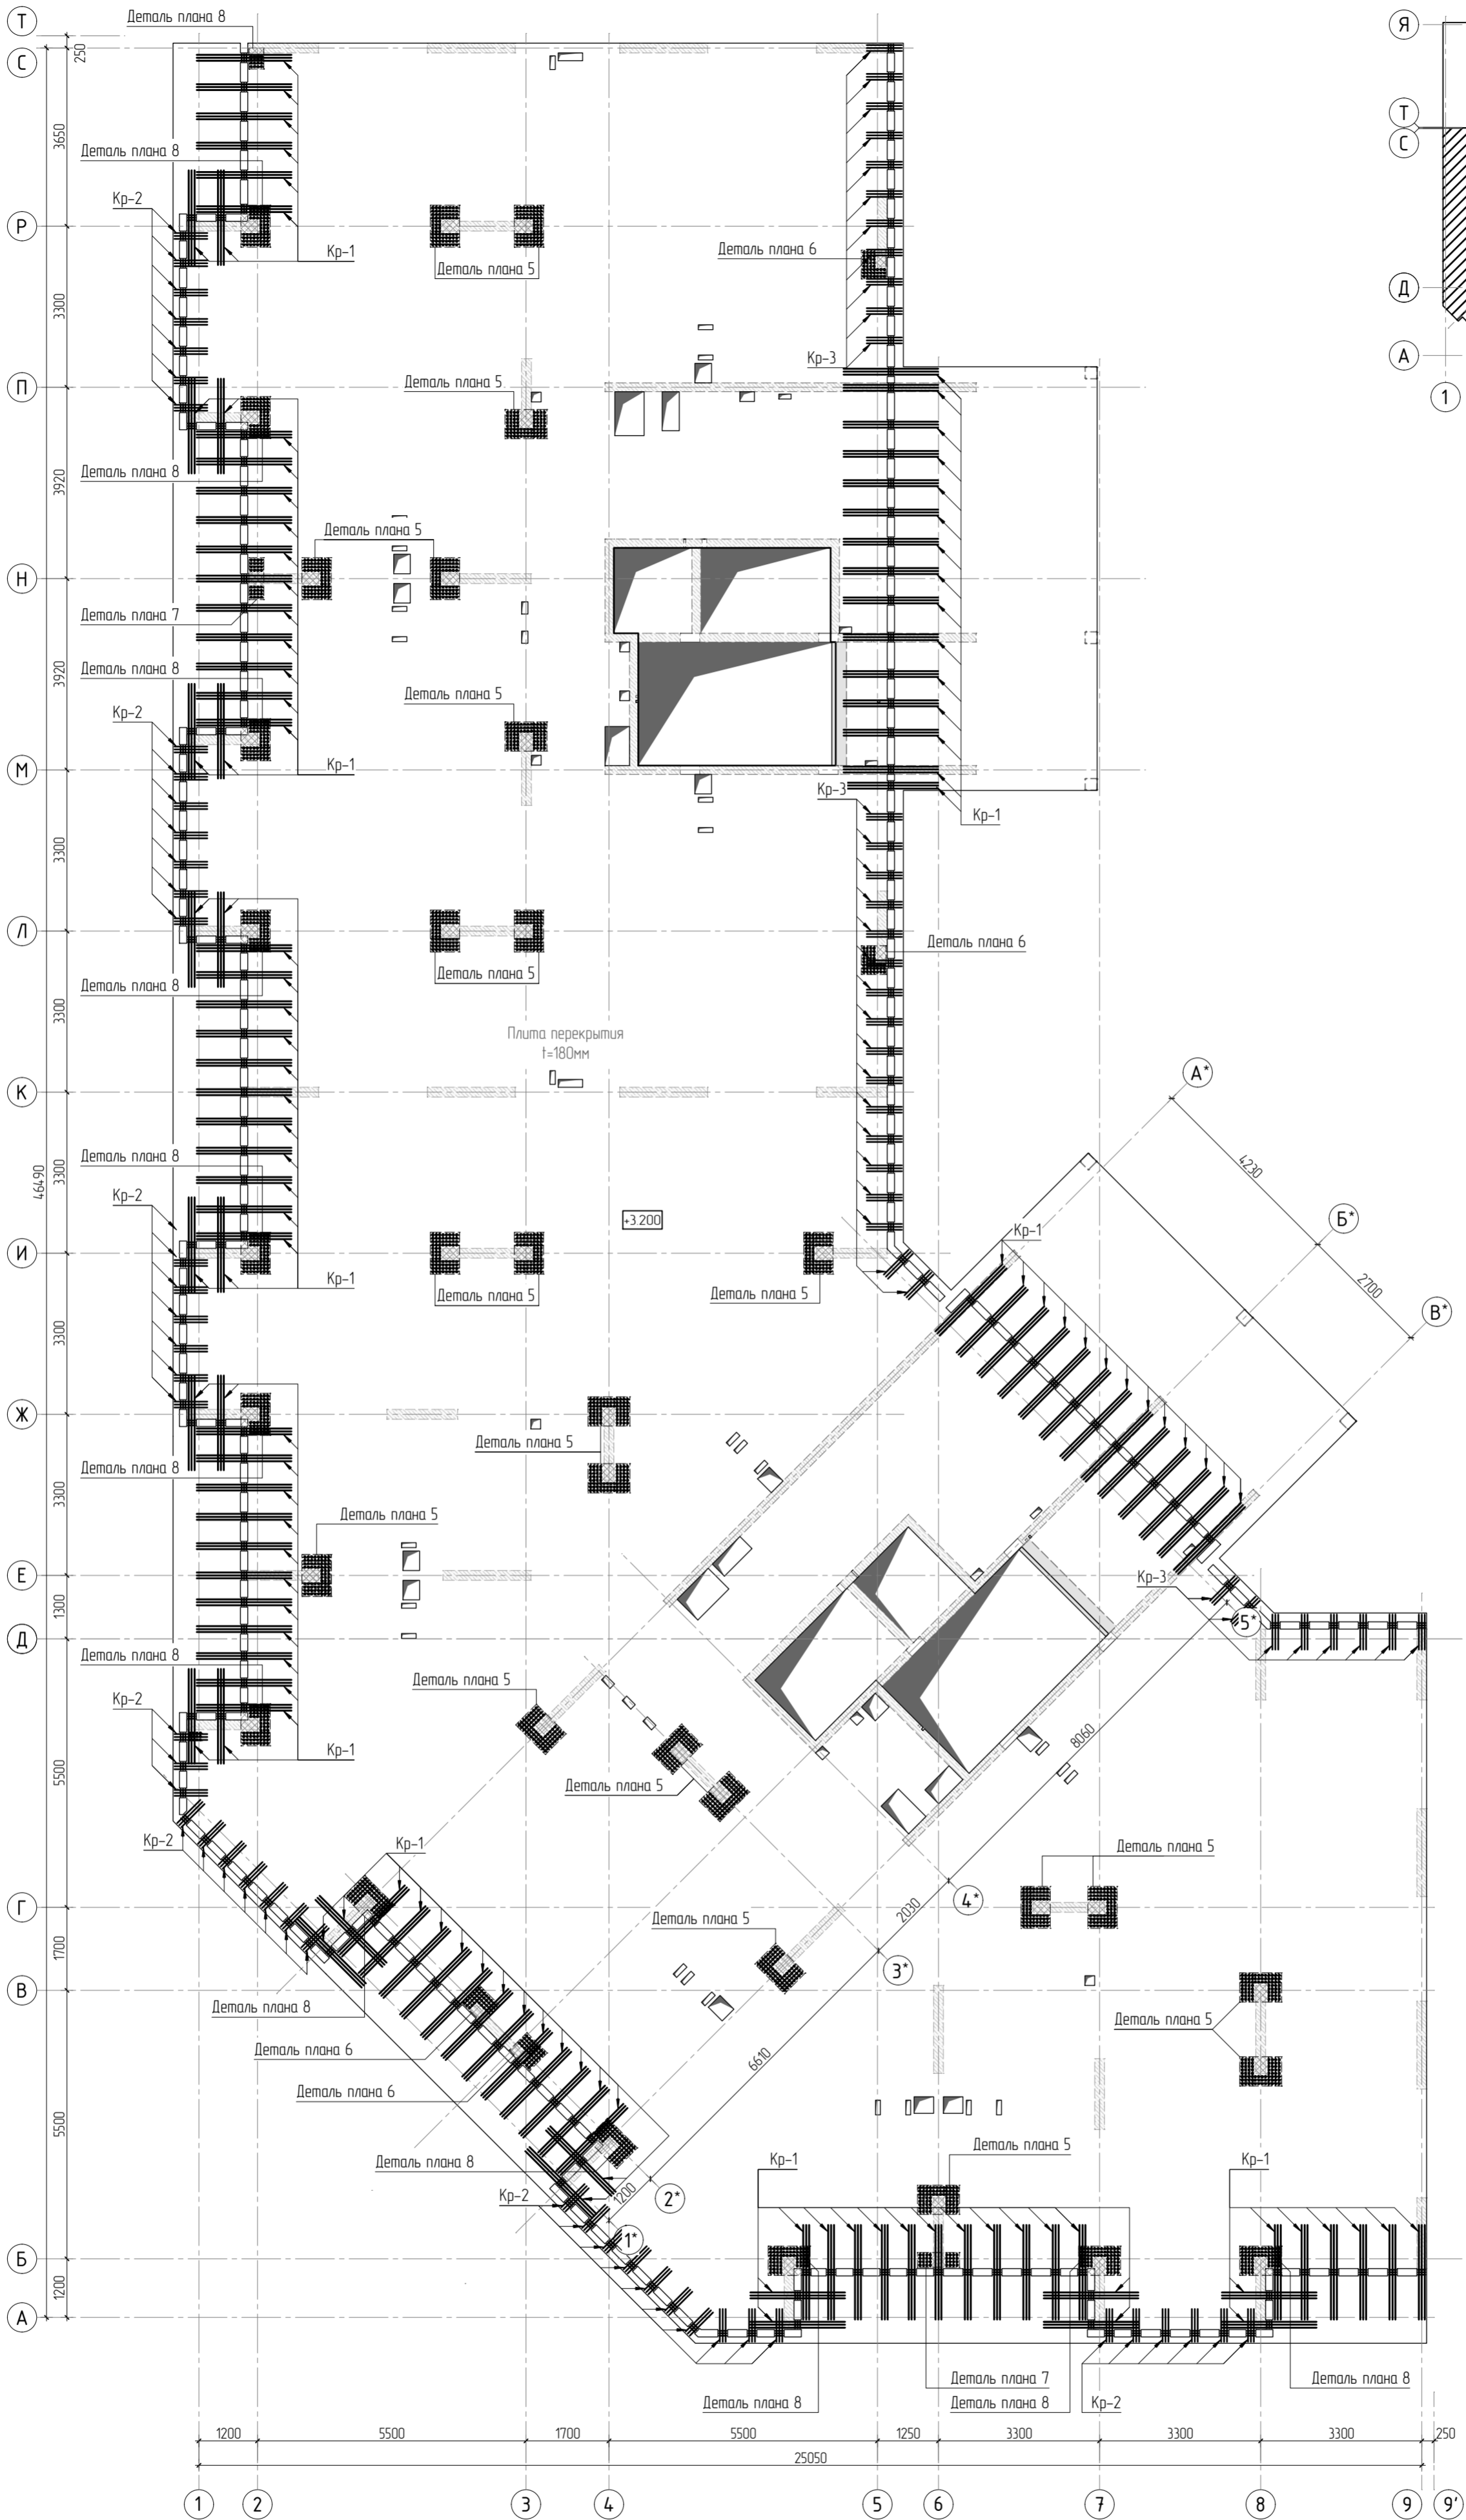 Т
Деталь плана 8
С
250
Я
Т
С
3650
Деталь плана 8
Кр-2
Р
Кр-1
Деталь плана 5
Деталь плана 6
Д
3300
А
Кр-3
П
Деталь плана 5
1
3920
Деталь плана 8
Деталь плана 5
Н
Деталь плана 7
3920
Деталь плана 8
Деталь плана 5
Кр-2
М
Кр-1
Кр-3
Кр-1
3300
Л
Деталь плана 6
Деталь плана 5
Деталь плана 8
3300
Плита перекрытия
t=180мм
А*
К
4230
Деталь плана 8
46490
3300
Кр-2
+3.200
Б*
Кр-1
И
2700
Кр-1
Деталь плана 5
Деталь плана 5
В*
3300
Ж
Деталь плана 5
Деталь плана 8
3300
Деталь плана 5
Е
Кр-3
1300
5*
Д
Деталь плана 8
Деталь плана 5
Кр-2
8060
Кр-1
5500
Деталь плана 5
Кр-2
Кр-1
Деталь плана 5
4*
Г
2030
Деталь плана 5
1700
3*
В
Деталь плана 8
Деталь плана 5
Деталь плана 6
6610
Деталь плана 6
5500
Деталь плана 5
Деталь плана 8
Кр-1
Кр-1
Кр-2
1200
2*
1*
Б
1200
А
Деталь плана 7
Деталь плана 8
Деталь плана 8
Деталь плана 8
Кр-2
1200
5500
1700
5500
1250
3300
3300
3300
250
25050
1
2
3
4
5
6
7
8
9
9'